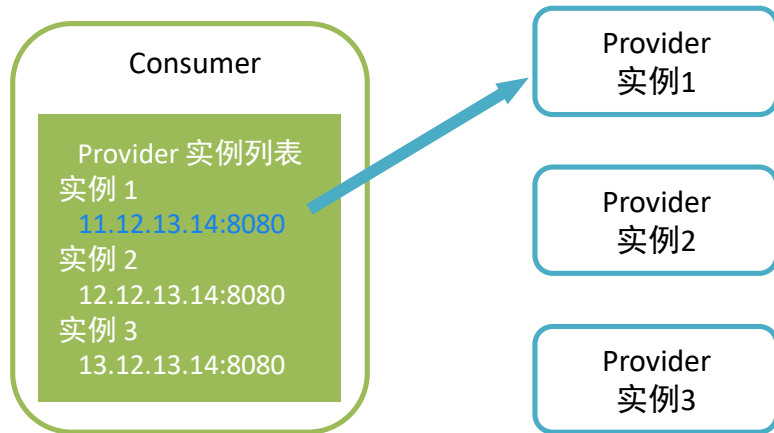 Consumer
Provider 实例列表
实例 1
11.12.13.14:8080
实例 2
12.12.13.14:8080
实例 3
13.12.13.14:8080
Provider
实例1
Provider
实例2
Provider
实例3